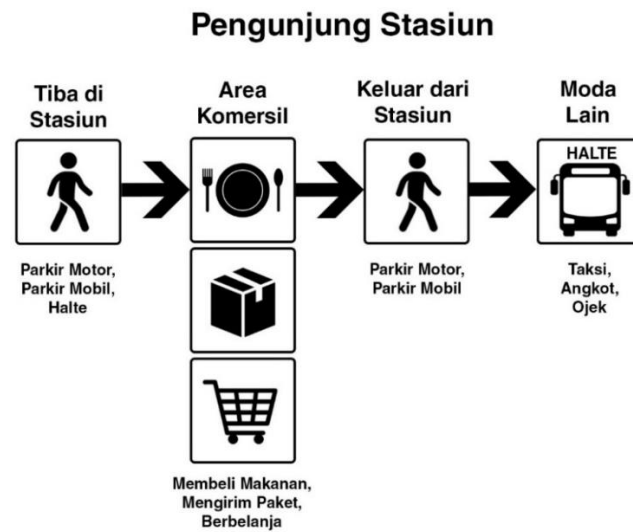 Pengunjung Stasiun
Tiba di
Stasiun
Area
Komersil
Keluar dari
Stasiun
Moda
Lain
HALTE
Parkir Motor,
Parkir Mobil,
Halte
Parkir Motor,
Parkir Mobil
Taksi,
Angkot,
Ojek
Membeli Makanan,
Mengirim Paket,
Berbelanja